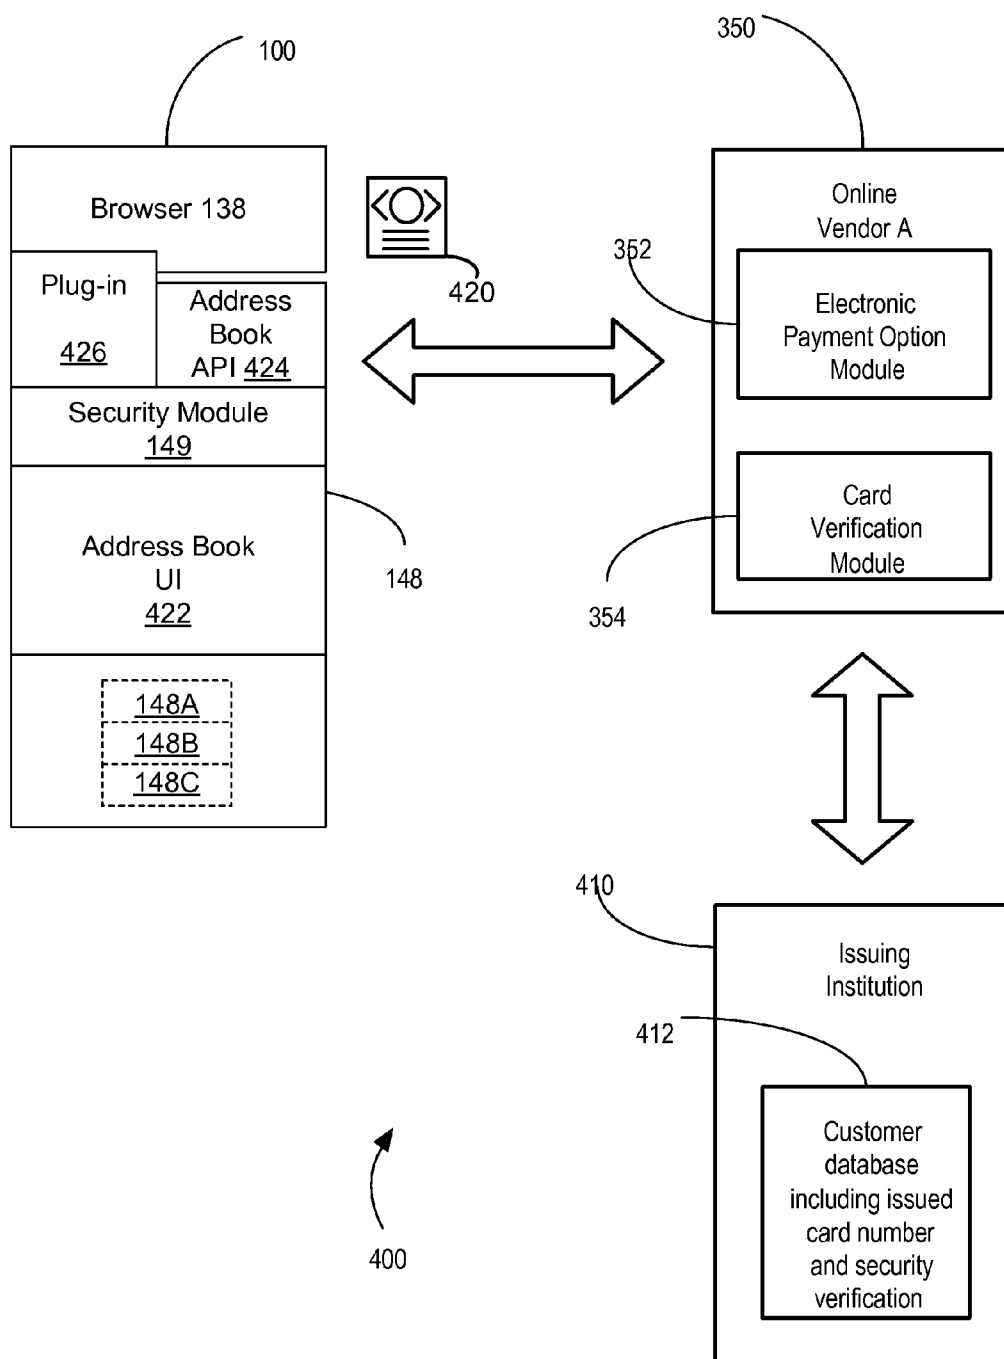 100
350
Browser 138
Online
Vendor A
352
420
Plug-in
426
Address
Book
API 424
Electronic
Payment Option
Module
Security Module
149
Address Book
UI
422
148
Card
Verification
Module
354
148A
148B
148C
410
Issuing
Institution
412
Customer
database
including issued
card number
and security
verification
400